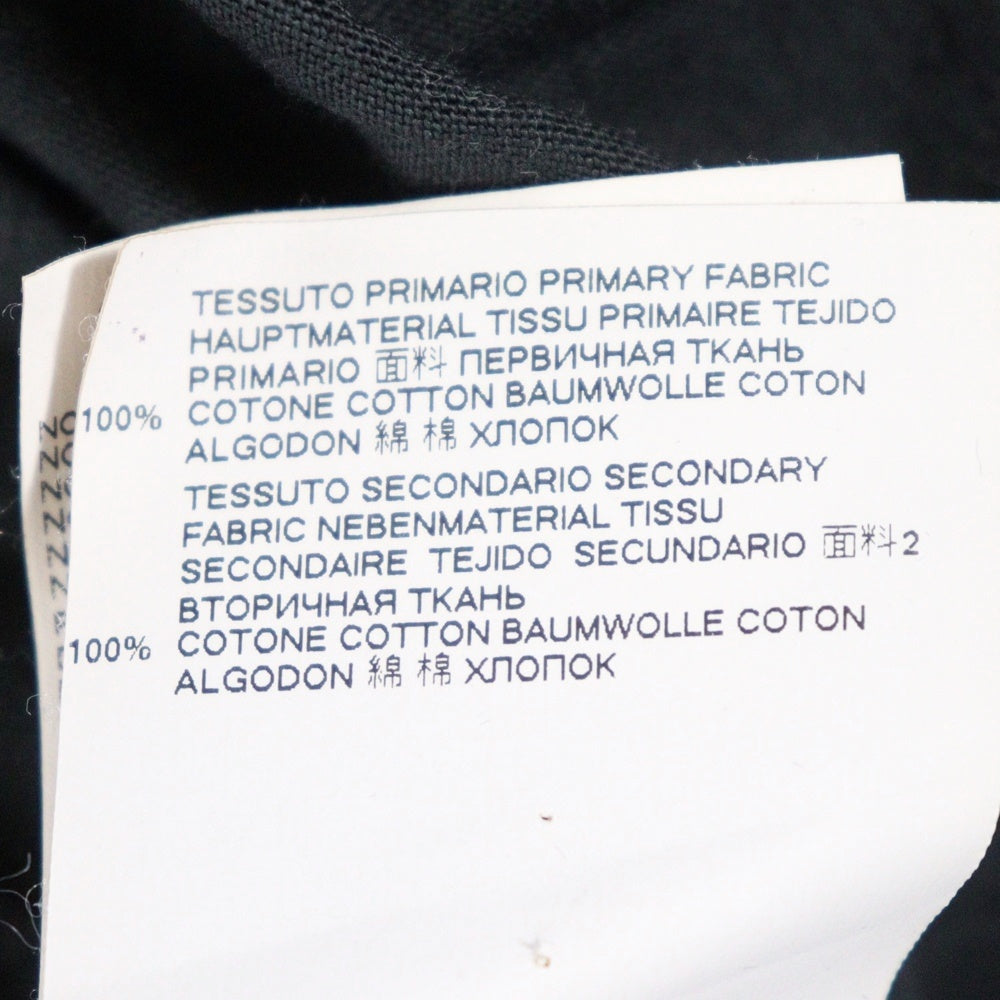 TESSUTO PRIMARIO PRIMARY FABRIC
HAUPTMATERIAL TISSU PRIMAIRE TEJIDO
PRIMARIO 面料 ПЕРВИЧНАЯ ТКАНЬ
100% COTONE COTTON BAUMWOLLE COTON
ALGODON 綿 棉 ХЛОПОК
TESSUTO SECONDARIO SECONDARY
FABRIC NEBENMATERIAL TISSU
SECONDAIRE TEJIDO SECUNDARIO 面料2
ВТОРИЧНАЯ ТКАНЬ
100% COTONE COTTON BAUMWOLLE COTON
ALGODON 綿 棉 ХЛОПОК